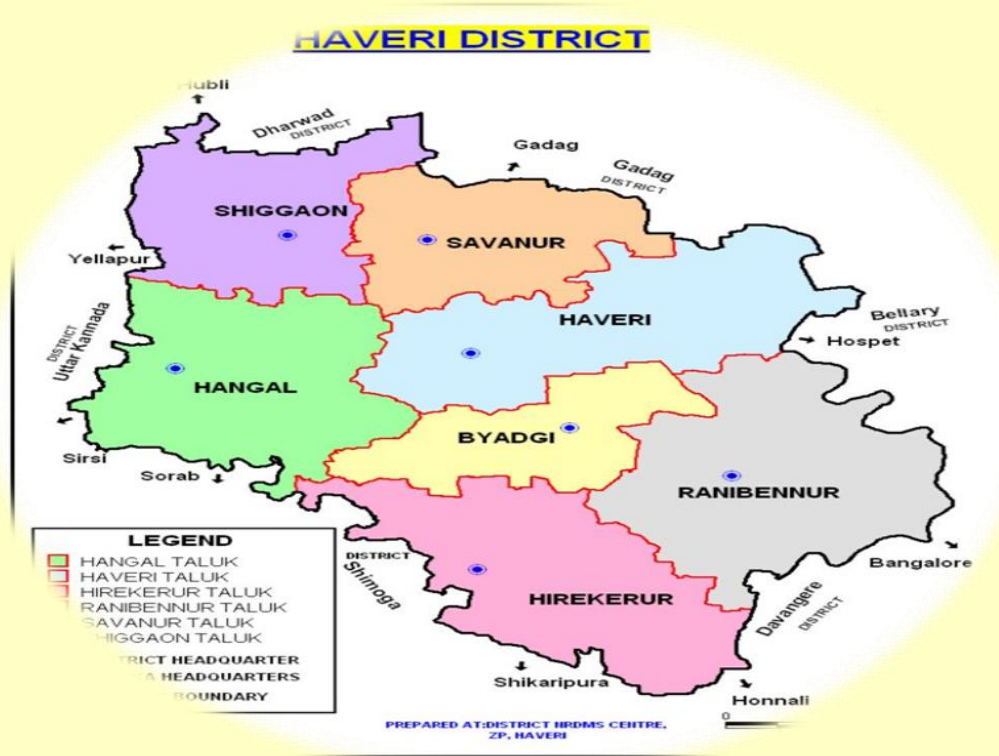 HAVERI DISTRICT
Hubli
Dharwad
DISTRICT
Gadag
Gadag
DISTRICT
SHIGGAON
SAVANUR
Yellapur
HAVERI
Bellary
DISTRICT
Hospet
DISTRICT
Uttar Kannada
HANGAL
BYADGI
Sirsi
Sorab
RANIBENNUR
LEGEND
HANGAL TALUK
HAVERI TALUK
HIREKERUR TALUK
RANIBENNUR TALUK
SAVANUR TALUK
HIGGAON TALUK
TRICT HEADQUARTER
A HEADQUARTERS
BOUNDARY
DISTRICT
Shimoga
Bangalore
HIREKERUR
Davangere
DISTRICT
Shikaripura
Honnali
0
PREPARED AT:DISTRICT NRDMS CENTRE,
ZP, HAVERI